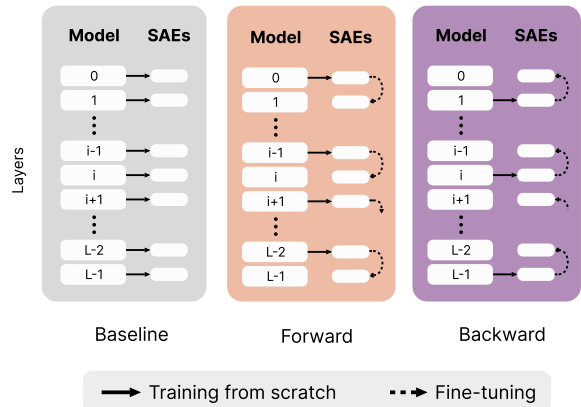 Model SAEs
0
1
i-1
i
i+1
L-2
L-1
Baseline
Model SAEs
0
1
i-1
i
i+1
L-2
L-1
Forward
Model SAEs
0
1
i-1
i
i+1
L-2
L-1
Backward
Layers
Training from scratch
Fine-tuning